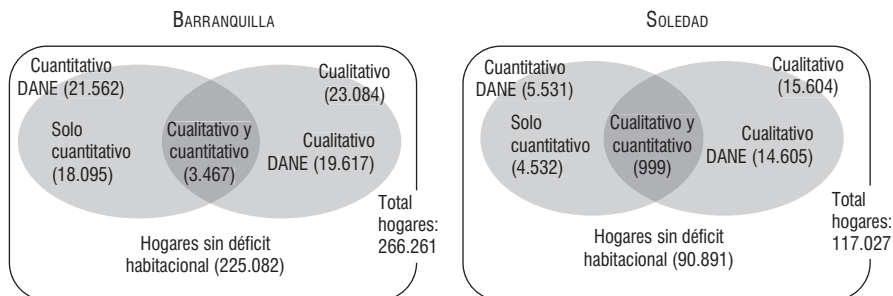 BARRANQUILLA
Cuantitativo
DANE (21.562)
Cualitativo
(23.084)
Solo
cuantitativo
(18.095)
Cualitativo y
cuantitativo
(3.467)
Cualitativo
DANE (19.617)
Total
hogares:
266.261
Hogares sin déficit
habitacional (225.082)
SOLEDAD
Cuantitativo
DANE (5.531)
Cualitativo
(15.604)
Solo
cuantitativo
(4.532)
Cualitativo y
cuantitativo
(999)
Cualitativo
DANE (14.605)
Total
hogares:
117.027
Hogares sin déficit
habitacional (90.891)